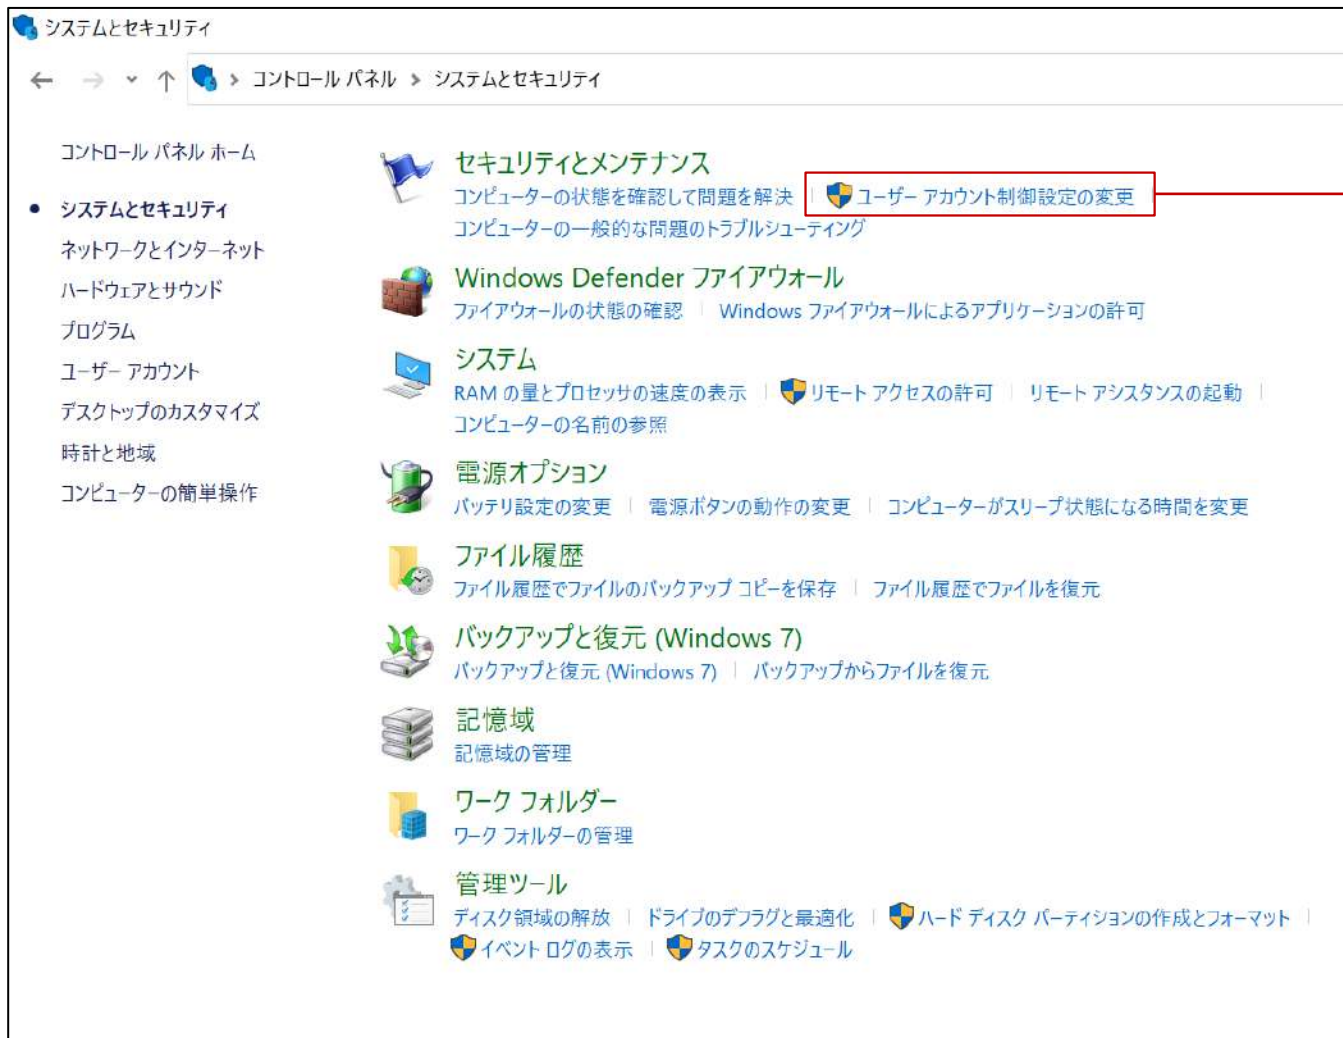 システムとセキュリティ
コントロール パネル システムとセキュリティ
コントロール パネル ホーム
システムとセキュリティ
ネットワークとインターネット
ハードウェアとサウンド
プログラム
ユーザー アカウント
デスクトップのカスタマイズ
時計と地域
コンピューターの簡単操作
セキュリティとメンテナンス
コンピューターの状態を確認して問題を解決 ユーザー アカウント制御設定の変更
コンピューターの一般的な問題のトラブルシューティング
Windows Defender ファイアウォール
ファイアウォールの状態の確認 Windows ファイアウォールによるアプリケーションの許可
システム
RAM の量とプロセッサの速度の表示 リモート アクセスの許可 リモート アシスタンスの起動
コンピューターの名前の参照
電源オプション
バッテリ設定の変更 電源ボタンの動作の変更 コンピューターがスリープ状態になる時間を変更
ファイル履歴
ファイル履歴でファイルのバックアップ コピーを保存 ファイル履歴でファイルを復元
バックアップと復元 (Windows 7)
バックアップと復元 (Windows 7) バックアップからファイルを復元
記憶域
記憶域の管理
ワーク フォルダー
ワーク フォルダーの管理
管理ツール
ディスク領域の解放 ドライブのデフラグと最適化 ハード ディスク パーティションの作成とフォーマット
イベント ログの表示 タスクのスケジュール